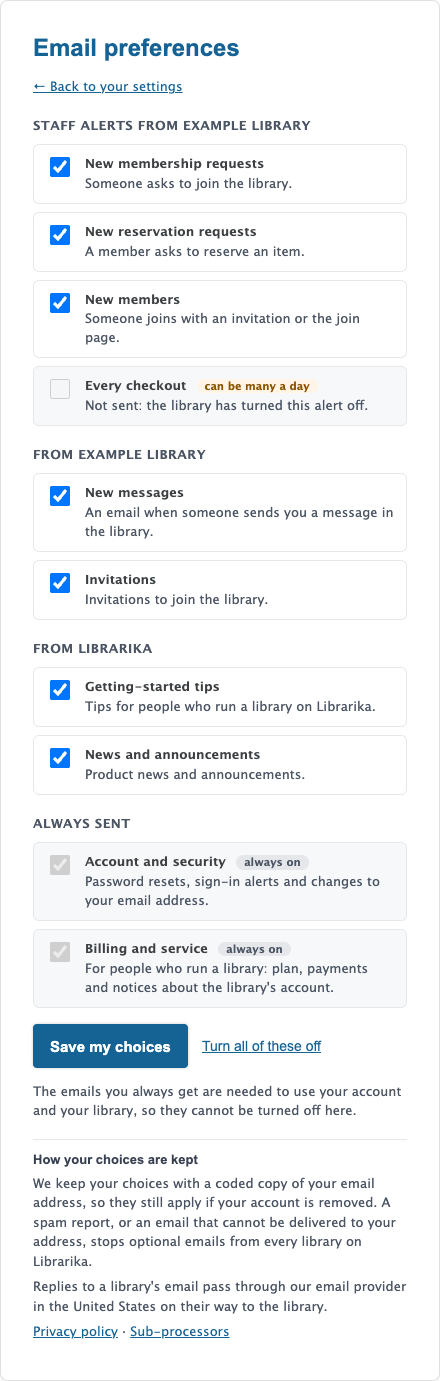 Email preferences
← Back to your settings
STAFF ALERTS FROM EXAMPLE LIBRARY
New membership requests
Someone asks to join the library.
New reservation requests
A member asks to reserve an item.
New members
Someone joins with an invitation or the join
page.
Every checkout can be many a day
Not sent: the library has turned this alert off.
FROM EXAMPLE LIBRARY
New messages
An email when someone sends you a message in
the library.
Invitations
Invitations to join the library.
FROM LIBRARIKA
Getting-started tips
Tips for people who run a library on Librarika.
News and announcements
Product news and announcements.
ALWAYS SENT
Account and security always on
Password resets, sign-in alerts and changes to
your email address.
Billing and service always on
For people who run a library: plan, payments
and notices about the library's account.
Save my choices Turn all of these off
The emails you always get are needed to use your account
and your library, so they cannot be turned off here.
How your choices are kept
We keep your choices with a coded copy of your email
address, so they still apply if your account is removed. A
spam report, or an email that cannot be delivered to your
address, stops optional emails from every library on
Librarika.
Replies to a library's email pass through our email provider
in the United States on their way to the library.
Privacy policy · Sub-processors